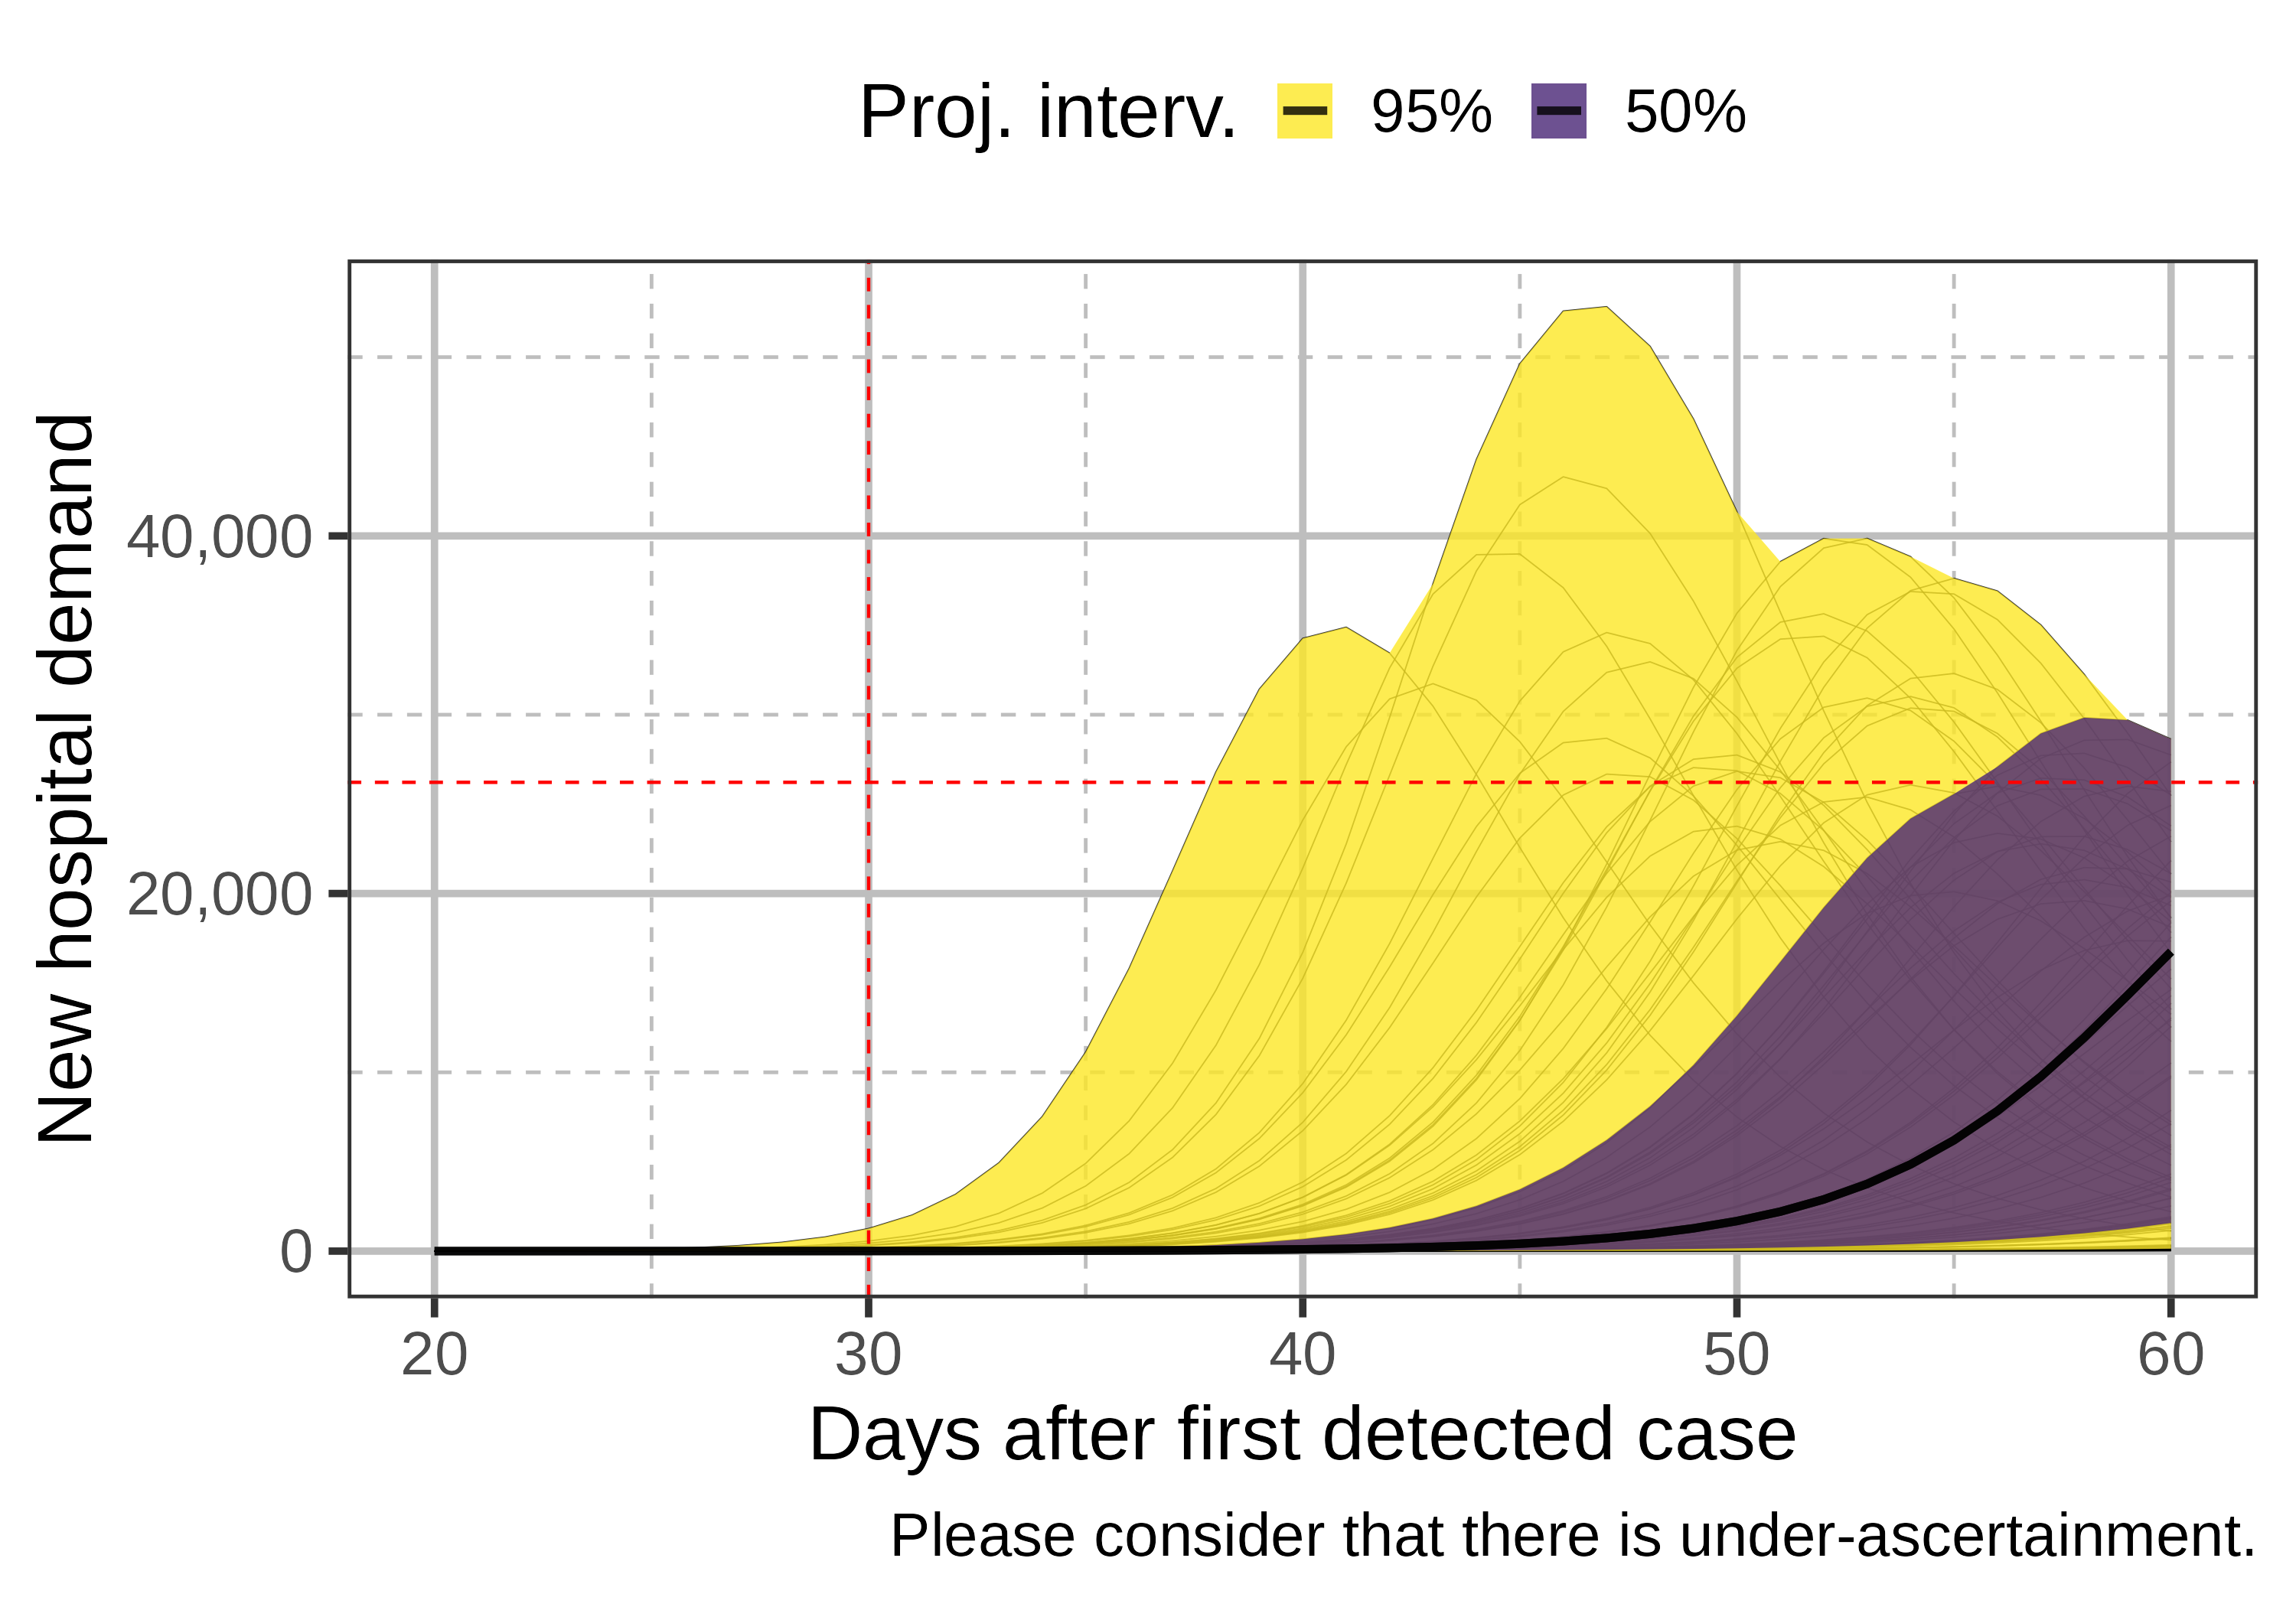 Proj. interv. 95% 50%
New hospital demand
40,000
20,000
0
20 30 40 50 60
Days after first detected case
Please consider that there is under-ascertainment.